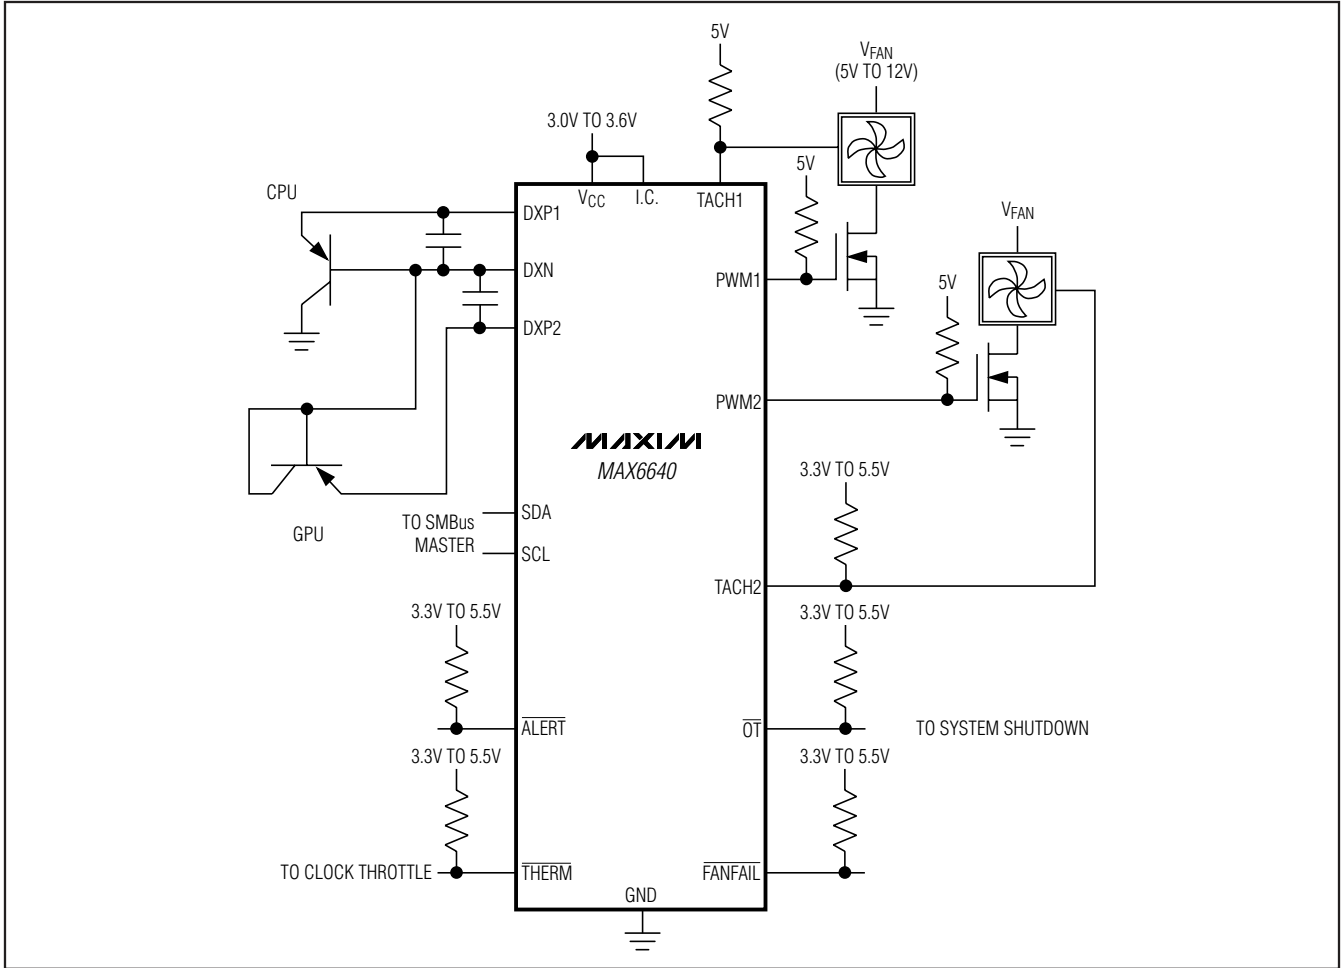 5V
VFAN
(5V TO 12V)
3.0V TO 3.6V
5V
CPU
VCC
I.C.
TACH1
DXP1
VFAN
DXN
PWM1
5V
DXP2
PWM2
MAXIM
MAX6640
3.3V TO 5.5V
GPU
TO SMBus
MASTER
SDA
SCL
TACH2
3.3V TO 5.5V
3.3V TO 5.5V
ALERT
OT
TO SYSTEM SHUTDOWN
3.3V TO 5.5V
3.3V TO 5.5V
TO CLOCK THROTTLE
THERM
FANFAIL
GND